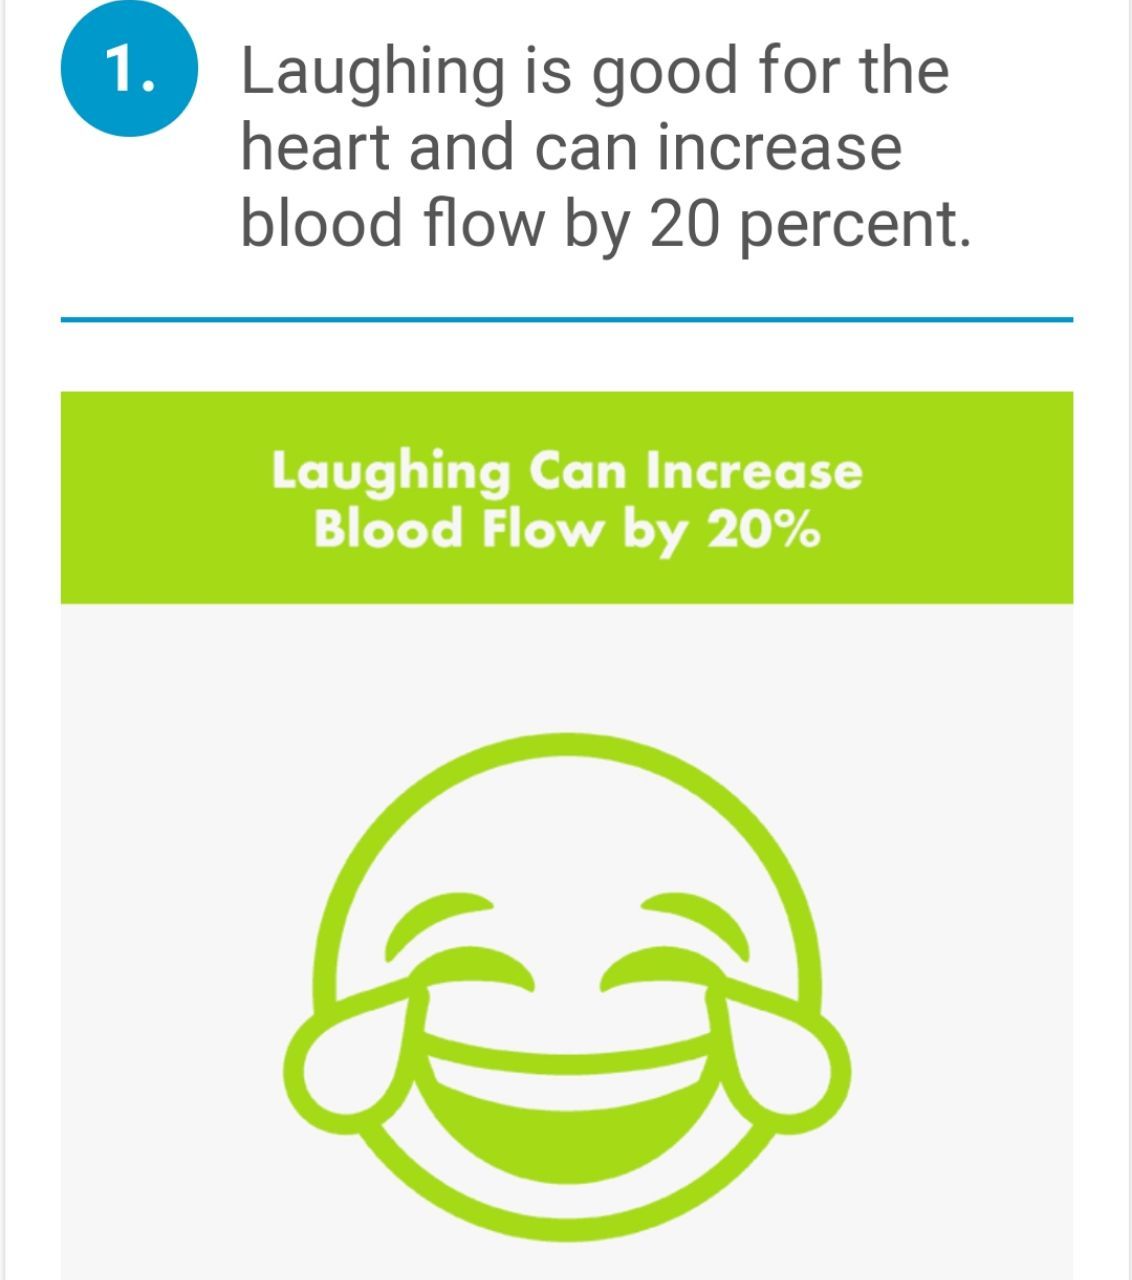 1.
Laughing is good for the
heart and can increase
blood flow by 20 percent.
Laughing Can Increase
Blood Flow by 20%